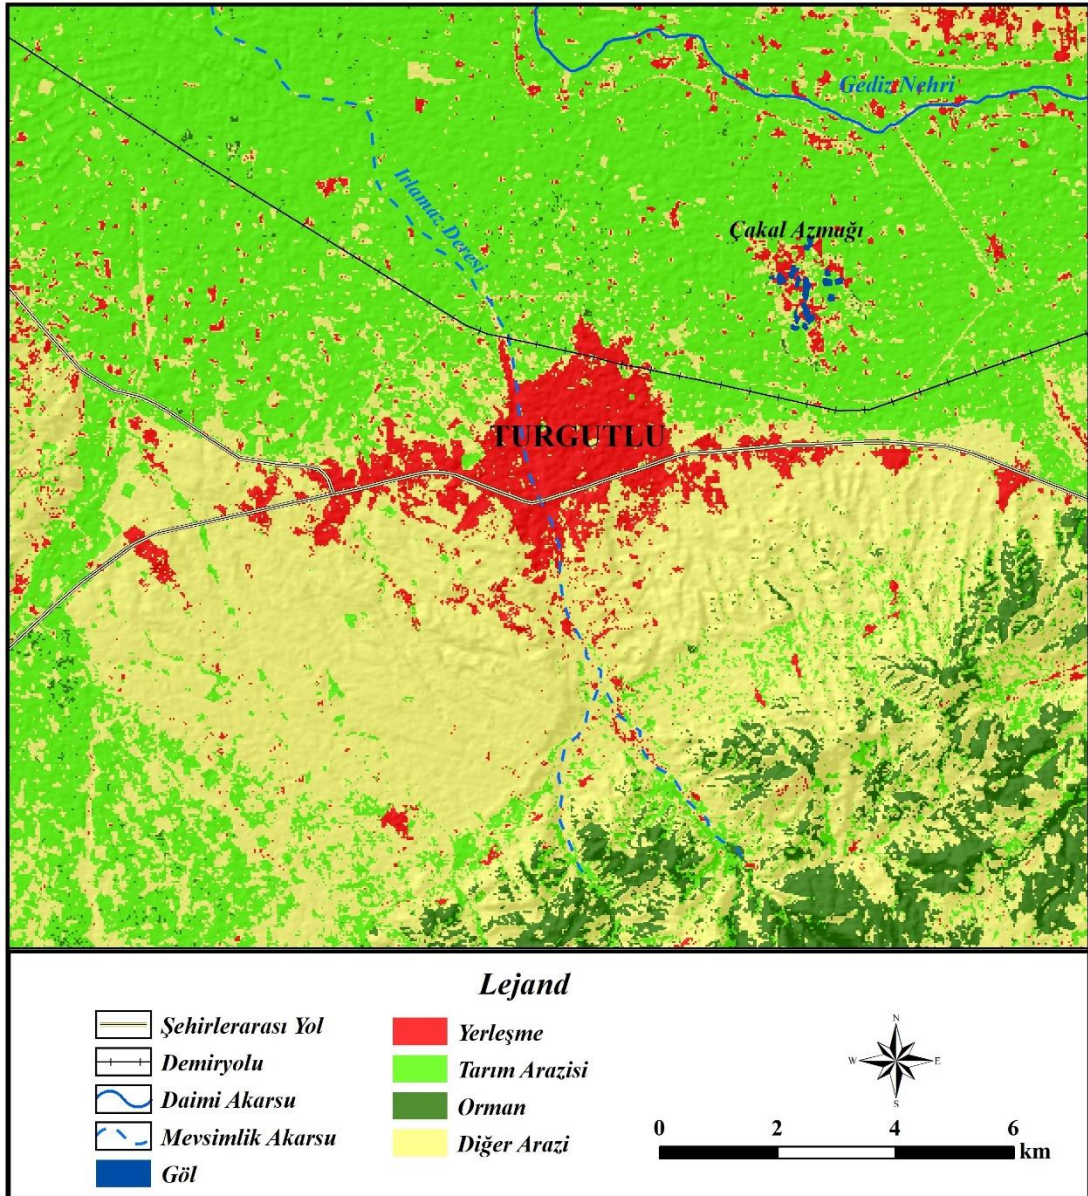 Gediz Nehri
Irlamaz Deresi
Çakal Azmağı
TURGUTLU
Lejand
Şehirlerarası Yol
Demiryolu
Daimi Akarsu
Mevsimlik Akarsu
Göl
Yerleşme
Tarım Arazisi
Orman
Diğer Arazi
N
W E
S
0 2 4 6
km